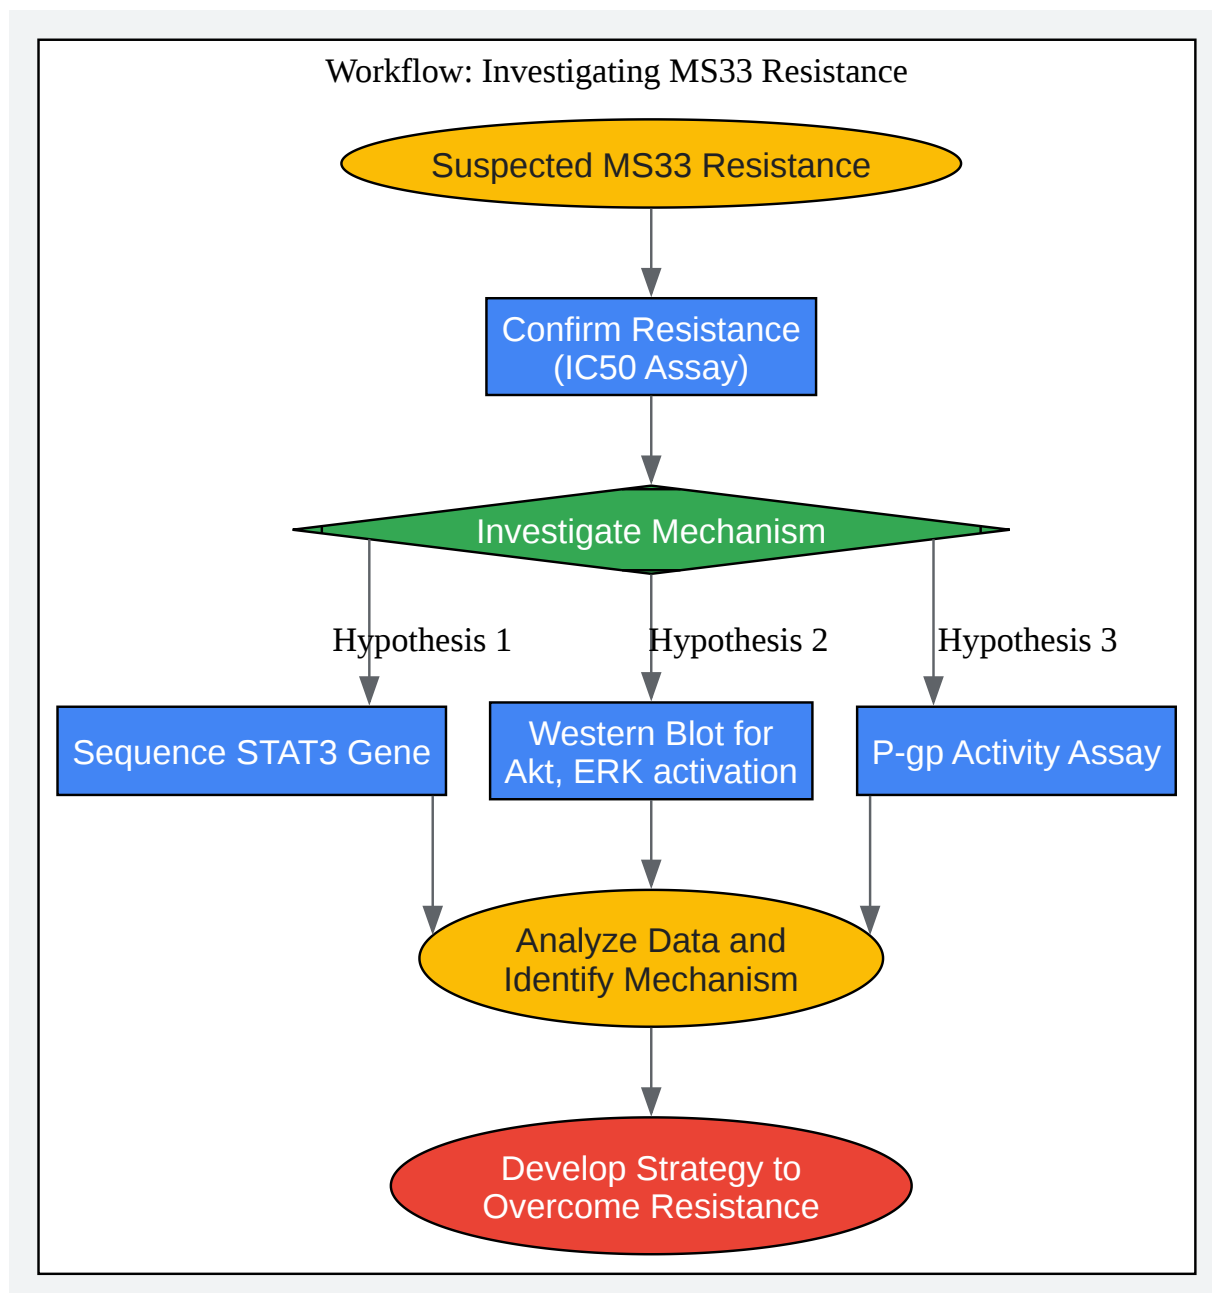 Workflow: Investigating MS33 Resistance
Suspected MS33 Resistance
Confirm Resistance
(IC50 Assay)
Investigate Mechanism
Hypothesis 1
Hypothesis 2
Hypothesis 3
Sequence STAT3 Gene
Western Blot for
Akt, ERK activation
P-gp Activity Assay
Analyze Data and
Identify Mechanism
Develop Strategy to
Overcome Resistance